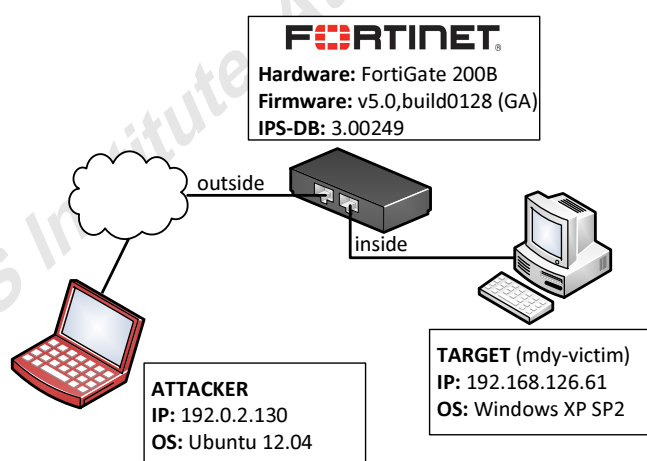 FORTINET®
Hardware: FortiGate 200B
Firmware: v5.0,build0128 (GA)
IPS-DB: 3.00249
outside
inside
TARGET (mdy-victim)
IP: 192.168.126.61
OS: Windows XP SP2
ATTACKER
IP: 192.0.2.130
OS: Ubuntu 12.04
S Institute